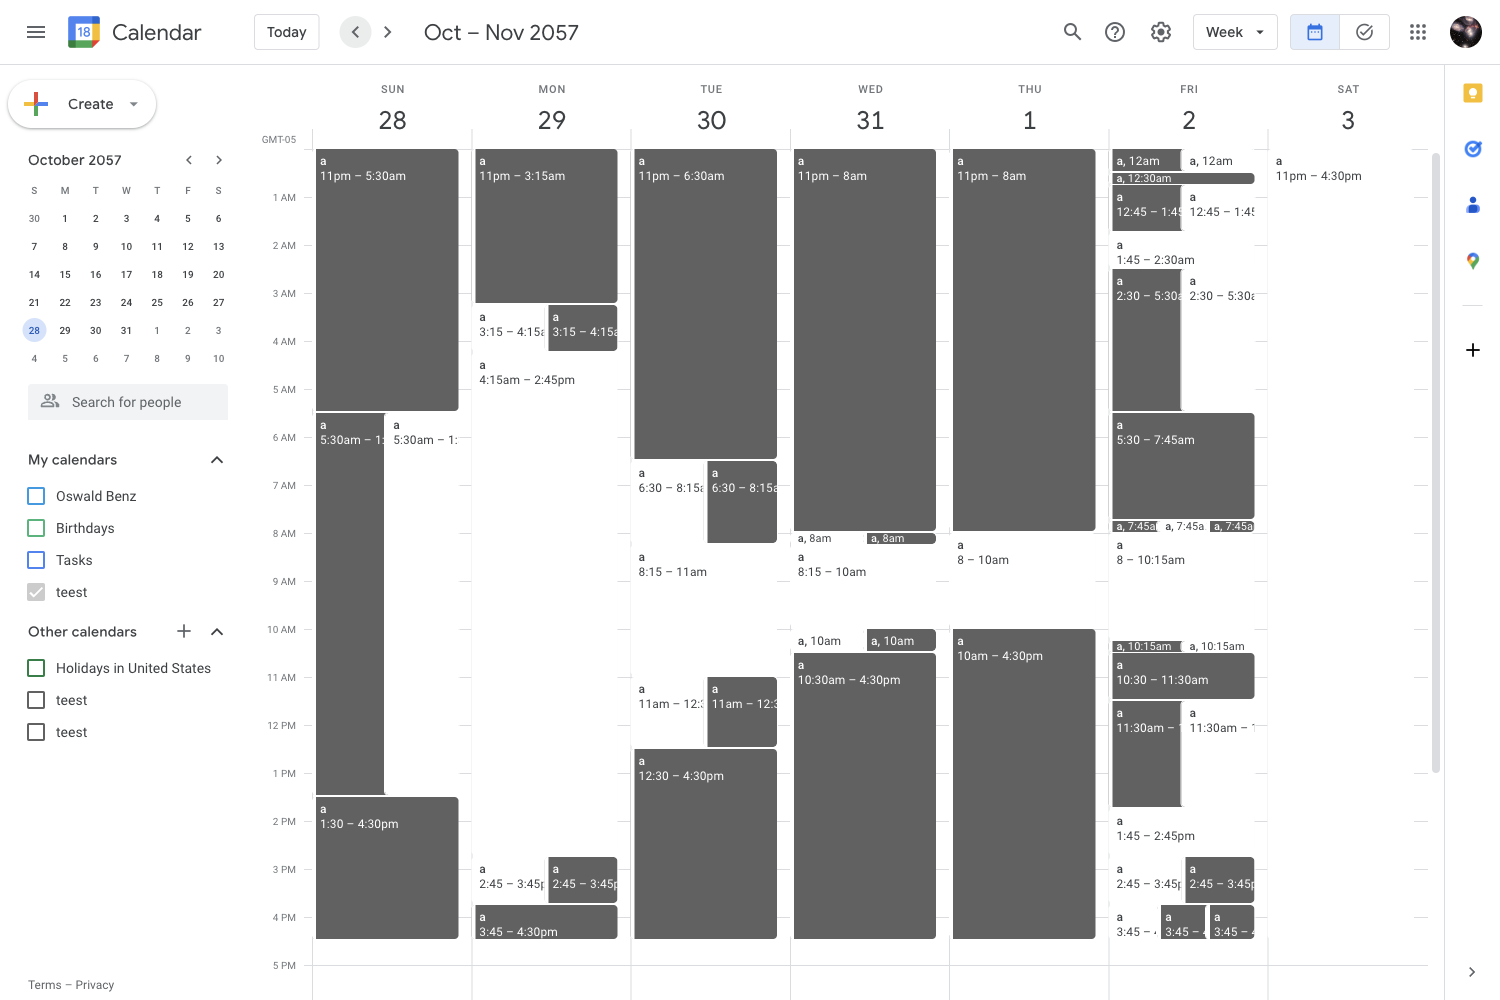 18 Calendar Today Oct – Nov 2057 Week
Create
October 2057
S M T W T F S
30 1 2 3 4 5 6
7 8 9 10 11 12 13
14 15 16 17 18 19 20
21 22 23 24 25 26 27
28 29 30 31 1 2 3
4 5 6 7 8 9 10
Search for people
My calendars
Oswald Benz
Birthdays
Tasks
teest
Other calendars
Holidays in United States
teest
teest
Terms – Privacy
SUN MON TUE WED THU FRI SAT
28 29 30 31 1 2 3
GMT-05
1 AM
2 AM
3 AM
4 AM
5 AM
6 AM
7 AM
8 AM
9 AM
10 AM
11 AM
12 PM
1 PM
2 PM
3 PM
4 PM
5 PM
a
11pm – 5:30am
a
5:30am – 1:
a
5:30am – 1:
a
1:30 – 4:30pm
a
11pm – 3:15am
a
3:15 – 4:15a
a
3:15 – 4:15a
a
4:15am – 2:45pm
a
2:45 – 3:45p
a
2:45 – 3:45p
a
3:45 – 4:30pm
a
11pm – 6:30am
a
6:30 – 8:15a
a
6:30 – 8:15a
a
8:15 – 11am
a
11am – 12:3
a
11am – 12:3
a
12:30 – 4:30pm
a
11pm – 8am
a, 8am
a, 8am
a
8:15 – 10am
a, 10am
a, 10am
a
10:30am – 4:30pm
a
11pm – 8am
a
8 – 10am
a
10am – 4:30pm
a, 12am
a, 12am
a, 12:30am
a
12:45 – 1:45
a
12:45 – 1:45
a
1:45 – 2:30am
a
2:30 – 5:30a
a
2:30 – 5:30a
a
5:30 – 7:45am
a, 7:45a
a, 7:45a
a, 7:45a
a
8 – 10:15am
a, 10:15am
a, 10:15am
a
10:30 – 11:30am
a
11:30am –
a
11:30am –
a
1:45 – 2:45pm
a
2:45 – 3:45p
a
2:45 – 3:45p
a
3:45 –
a
3:45 –
a
3:45 –
a
11pm – 4:30pm